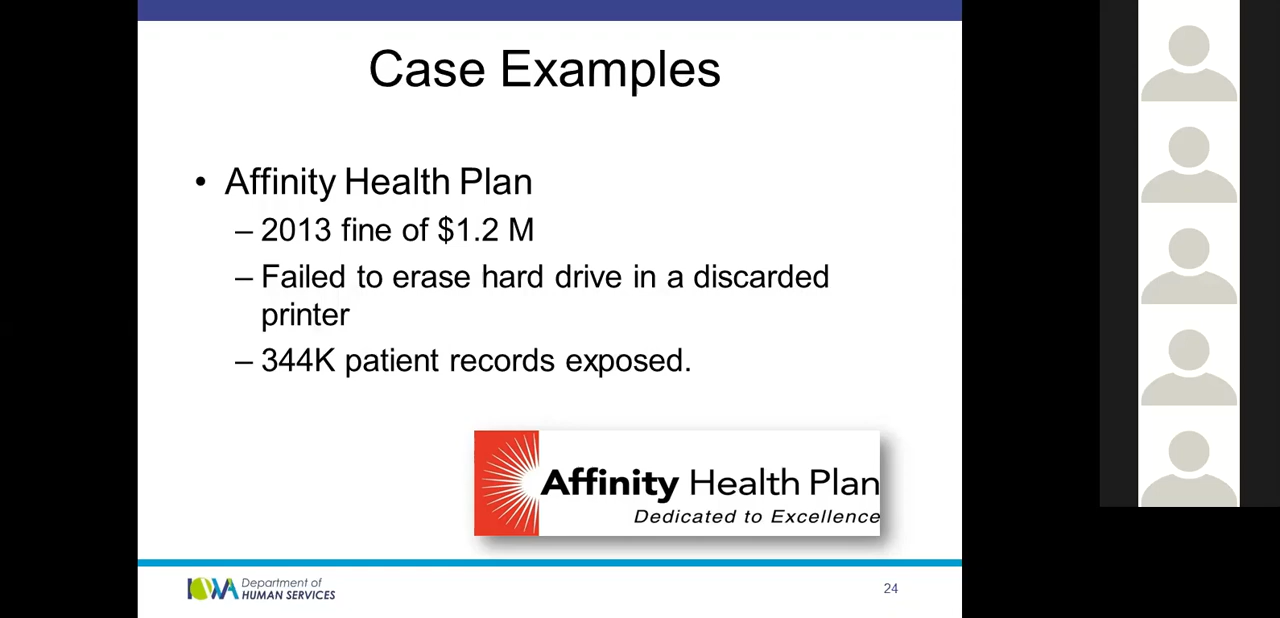 Case Examples
• Affinity Health Plan
– 2013 fine of $1.2 M
– Failed to erase hard drive in a discarded
printer
– 344K patient records exposed.
Affinity Health Plan
Dedicated to Excellence
IOWA Department of
HUMAN SERVICES
24